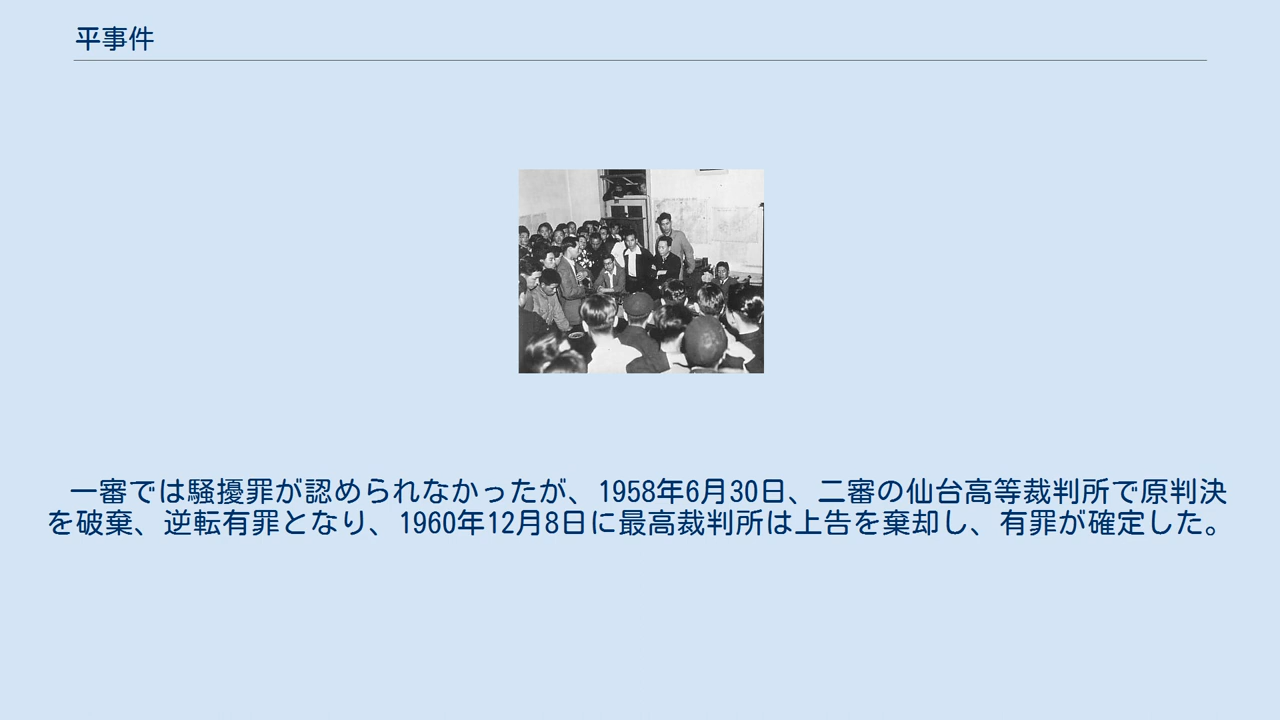 平事件
一審では騒擾罪が認められなかったが、1958年6月30日、二審の仙台高等裁判所で原判決
を破棄、逆転有罪となり、1960年12月8日に最高裁判所は上告を棄却し、有罪が確定した。